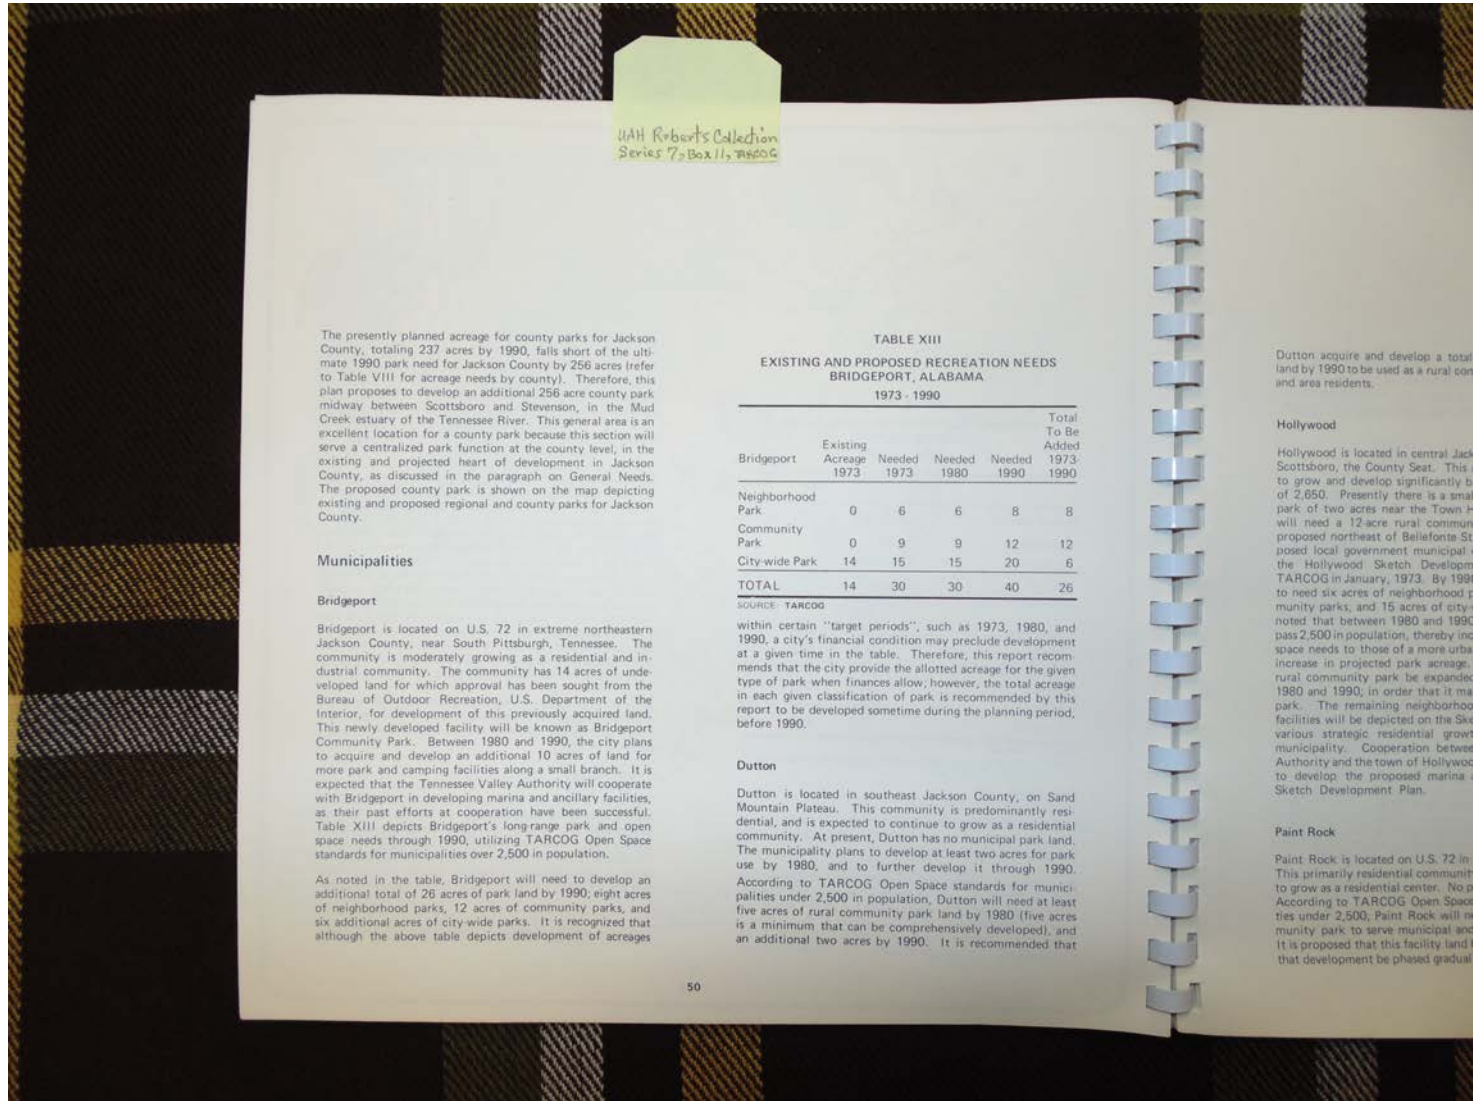 UAH Roberts Collection
Series 7, Box 11, TARCOG
The presently planned acreage for county parks for Jackson
County, totaling 237 acres by 1990, falls short of the ulti-
mate 1990 park need for Jackson County by 256 acres (refer
to Table VIII for acreage needs by county). Therefore, this
plan proposes to develop an additional 256 acre county park
midway between Scottsboro and Stevenson, in the Mud
Creek estuary of the Tennessee River. This general area is an
excellent location for a county park because this section will
serve a centralized park function at the county level, in the
existing and projected heart of development in Jackson
County, as discussed in the paragraph on General Needs.
The proposed county park is shown on the map depicting
existing and proposed regional and county parks for Jackson
County.
Municipalities
Bridgeport
Bridgeport is located on U.S. 72 in extreme northeastern
Jackson County, near South Pittsburgh, Tennessee. The
community is moderately growing as a residential and in-
dustrial community. The community has 14 acres of unde-
veloped land for which approval has been sought from the
Bureau of Outdoor Recreation, U.S. Department of the
Interior, for development of this previously acquired land.
This newly developed facility will be known as Bridgeport
Community Park. Between 1980 and 1990, the city plans
to acquire and develop an additional 10 acres of land for
more park and camping facilities along a small branch. It is
expected that the Tennessee Valley Authority will cooperate
with Bridgeport in developing marina and ancillary facilities,
as their past efforts at cooperation have been successful.
Table XIII depicts Bridgeport's long-range park and open
space needs through 1990, utilizing TARCOG Open Space
standards for municipalities over 2,500 in population.
As noted in the table, Bridgeport will need to develop an
additional total of 26 acres of park land by 1990; eight acres
of neighborhood parks, 12 acres of community parks, and
six additional acres of city-wide parks. It is recognized that
although the above table depicts development of acreages
TABLE XIII
EXISTING AND PROPOSED RECREATION NEEDS
BRIDGEPORT, ALABAMA
1973 - 1990
Total
To Be
Existing Added
Bridgeport Acreage Needed Needed Needed 1973-
1973 1973 1980 1990 1990
Neighborhood
Park 0 6 6 8 8
Community
Park 0 9 9 12 12
City-wide Park 14 15 15 20 6
TOTAL 14 30 30 40 26
SOURCE: TARCOG
within certain "target periods", such as 1973, 1980, and
1990, a city's financial condition may preclude development
at a given time in the table. Therefore, this report recom-
mends that the city provide the allotted acreage for the given
type of park when finances allow; however, the total acreage
in each given classification of park is recommended by this
report to be developed sometime during the planning period,
before 1990.
Dutton
Dutton is located in southeast Jackson County, on Sand
Mountain Plateau. This community is predominantly resi-
dential, and is expected to continue to grow as a residential
community. At present, Dutton has no municipal park land.
The municipality plans to develop at least two acres for park
use by 1980, and to further develop it through 1990.
According to TARCOG Open Space standards for munici-
palities under 2,500 in population, Dutton will need at least
five acres of rural community park land by 1980 (five acres
is a minimum that can be comprehensively developed), and
an additional two acres by 1990. It is recommended that
50
Dutton acquire and develop a total
land by 1990 to be used as a rural
and area residents.
Hollywood
Hollywood is located in central
Scottsboro, the County Seat. This
to grow and develop significantly
of 2,650. Presently there is a
park of two acres near the Town
will need a 12-acre rural
proposed northeast of Bellefonte
posed local government municipal
the Hollywood Sketch
TARCOG in January, 1973. By
to need six acres of neighborhood
munity parks, and 15 acres of
noted that between 1980 and
pass 2,500 in population, thereby
space needs to those of a more
increase in projected park acreage.
rural community park be
1980 and 1990; in order that it
park. The remaining
facilities will be depicted on the
various strategic residential
municipality. Cooperation
Authority and the town of
to develop the proposed marina
Sketch Development Plan.
Paint Rock
Paint Rock is located on U.S. 72 in
This primarily residential
to grow as a residential center. No
According to TARCOG Open Space
ties under 2,500, Paint Rock will
munity park to serve municipal and
It is proposed that this facility land
that development be phased